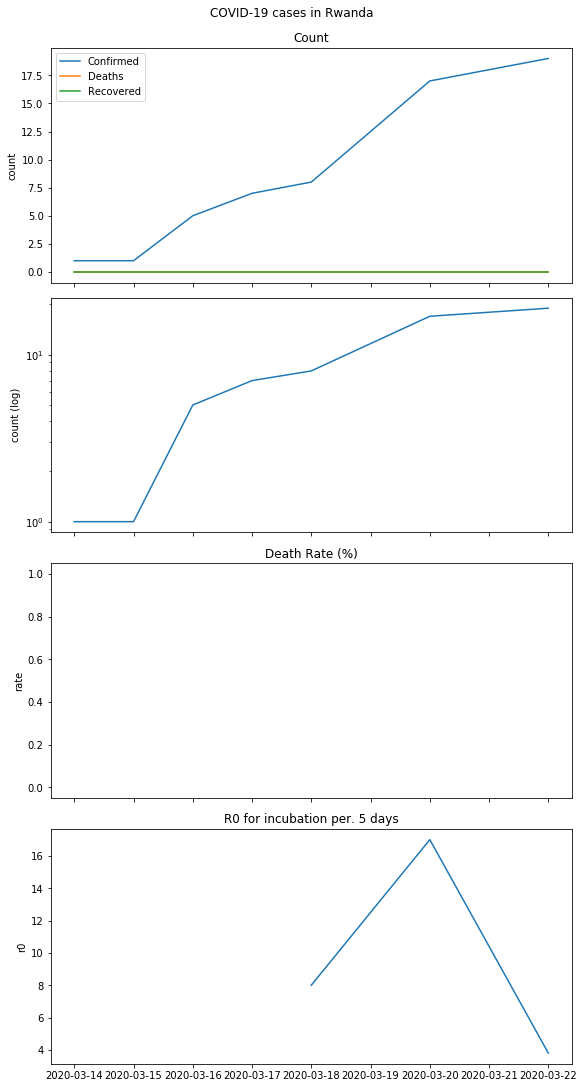 COVID-19 cases in Rwanda
Count
Confirmed
Deaths
Recovered
17.5
15.0
12.5
10.0
7.5
5.0
2.5
0.0
count
10¹
10⁰
count (log)
Death Rate (%)
1.0
0.8
0.6
0.4
0.2
0.0
rate
R0 for incubation per. 5 days
16
14
12
10
8
6
4
r0
2020-03-14 2020-03-15 2020-03-16 2020-03-17 2020-03-18 2020-03-19 2020-03-20 2020-03-21 2020-03-22